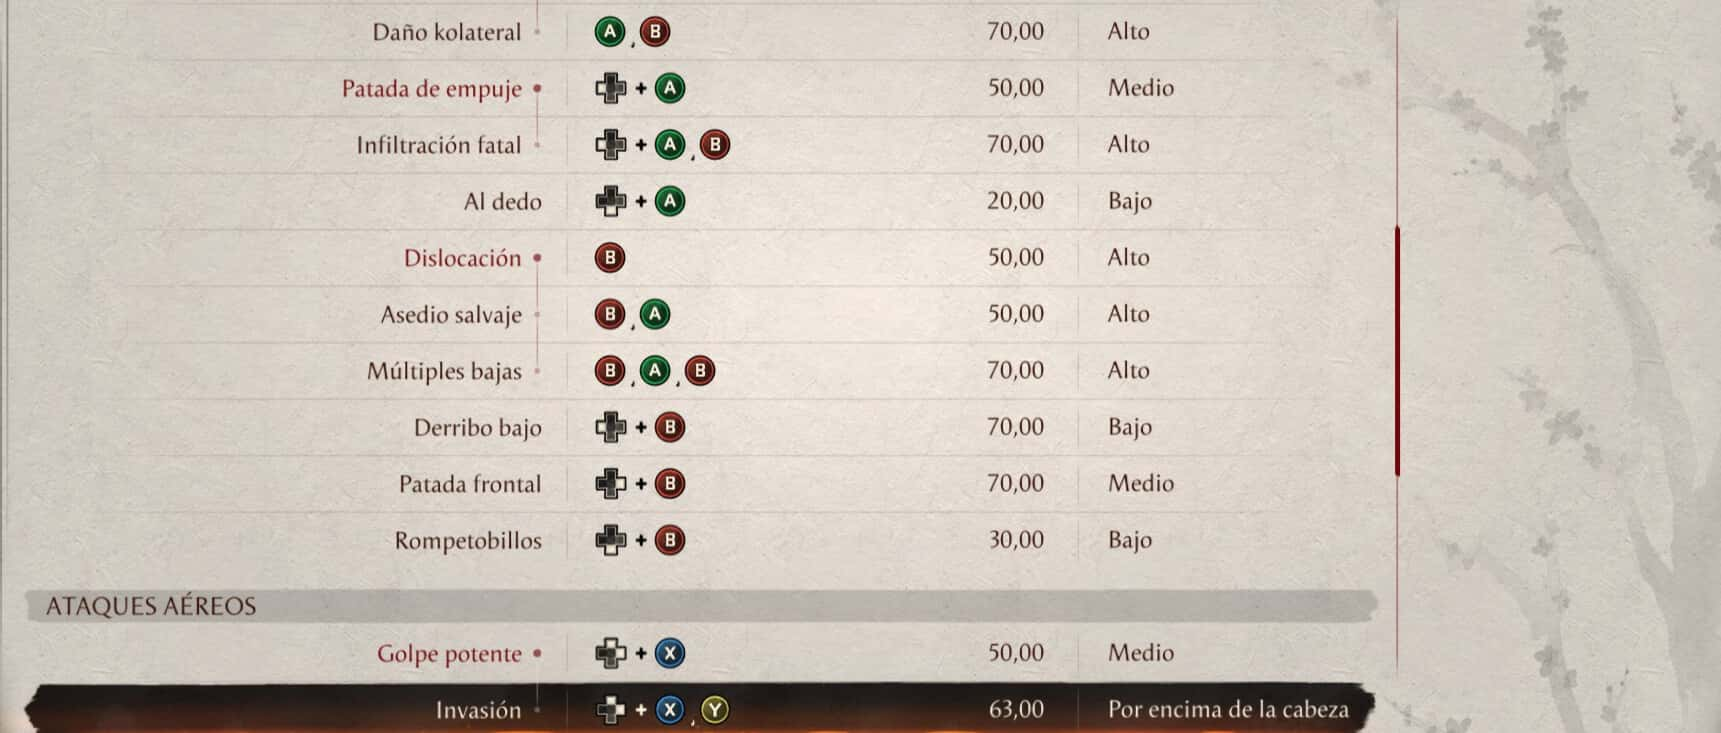 Daño kolateral A , B 70,00 Alto
Patada de empuje + A 50,00 Medio
Infiltración fatal + A , B 70,00 Alto
Al dedo + A 20,00 Bajo
Dislocación B 50,00 Alto
Asedio salvaje B , A 50,00 Alto
Múltiples bajas B , A , B 70,00 Alto
Derribo bajo + B 70,00 Bajo
Patada frontal + B 70,00 Medio
Rompetobillos + B 30,00 Bajo
ATAQUES AÉREOS
Golpe potente + X 50,00 Medio
Invasión + X , Y 63,00 Por encima de la cabeza